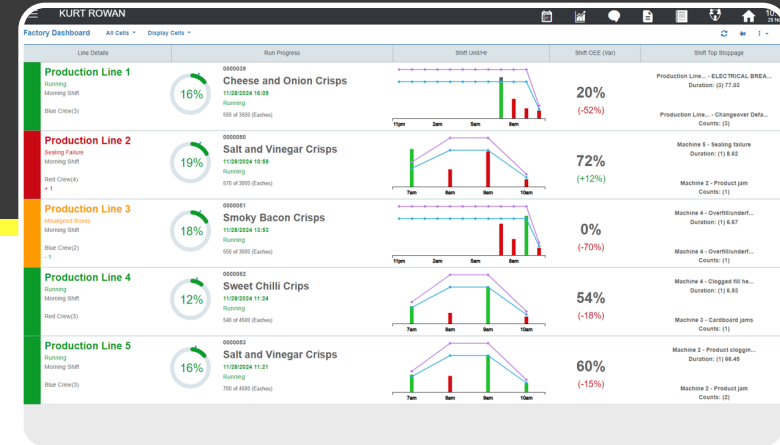 KURT ROWAN
10:
28 No
Factory Dashboard All Cells Display Cells
Line Details Run Progress Shift Unit/Hr Shift OEE (Var) Shift Top Stoppage
Production Line 1
Running
Morning Shift
Blue Crew(3)
16%
0000039
Cheese and Onion Crisps
11/28/2024 16:09
Running
550 of 3500 (Eaches)
11pm 2am 5am 8am
20%
(-52%)
Production Line... - ELECTRICAL BREA...
Duration: (3) 77.03
Production Line... - Changeover Defa...
Counts: (3)
Production Line 2
Sealing Failure
Morning Shift
Red Crew(4)
+ 1
19%
0000050
Salt and Vinegar Crisps
11/28/2024 10:59
Running
570 of 3000 (Eaches)
7am 8am 9am 10am
72%
(+12%)
Machine 5 - Sealing failure
Duration: (1) 8.62
Machine 2 - Product jam
Counts: (1)
Production Line 3
Misaligned Boxes
Morning Shift
Blue Crew(2)
- 1
18%
0000051
Smoky Bacon Crisps
11/28/2024 13:53
Running
550 of 3000 (Eaches)
11pm 2am 5am 8am
0%
(-70%)
Machine 4 - Overfill/underf...
Duration: (1) 6.67
Machine 4 - Overfill/underf...
Counts: (1)
Production Line 4
Running
Morning Shift
Red Crew(3)
12%
0000052
Sweet Chilli Crips
11/28/2024 11:24
Running
540 of 4500 (Eaches)
7am 8am 9am 10am
54%
(-18%)
Machine 4 - Clogged fill he...
Duration: (1) 6.93
Machine 3 - Cardboard jams
Counts: (1)
Production Line 5
Running
Morning Shift
Blue Crew(3)
16%
0000053
Salt and Vinegar Crisps
11/28/2024 11:21
Running
700 of 4500 (Eaches)
7am 8am 9am 10am
60%
(-15%)
Machine 2 - Product cloggin...
Duration: (1) 66.45
Machine 2 - Product jam
Counts: (2)